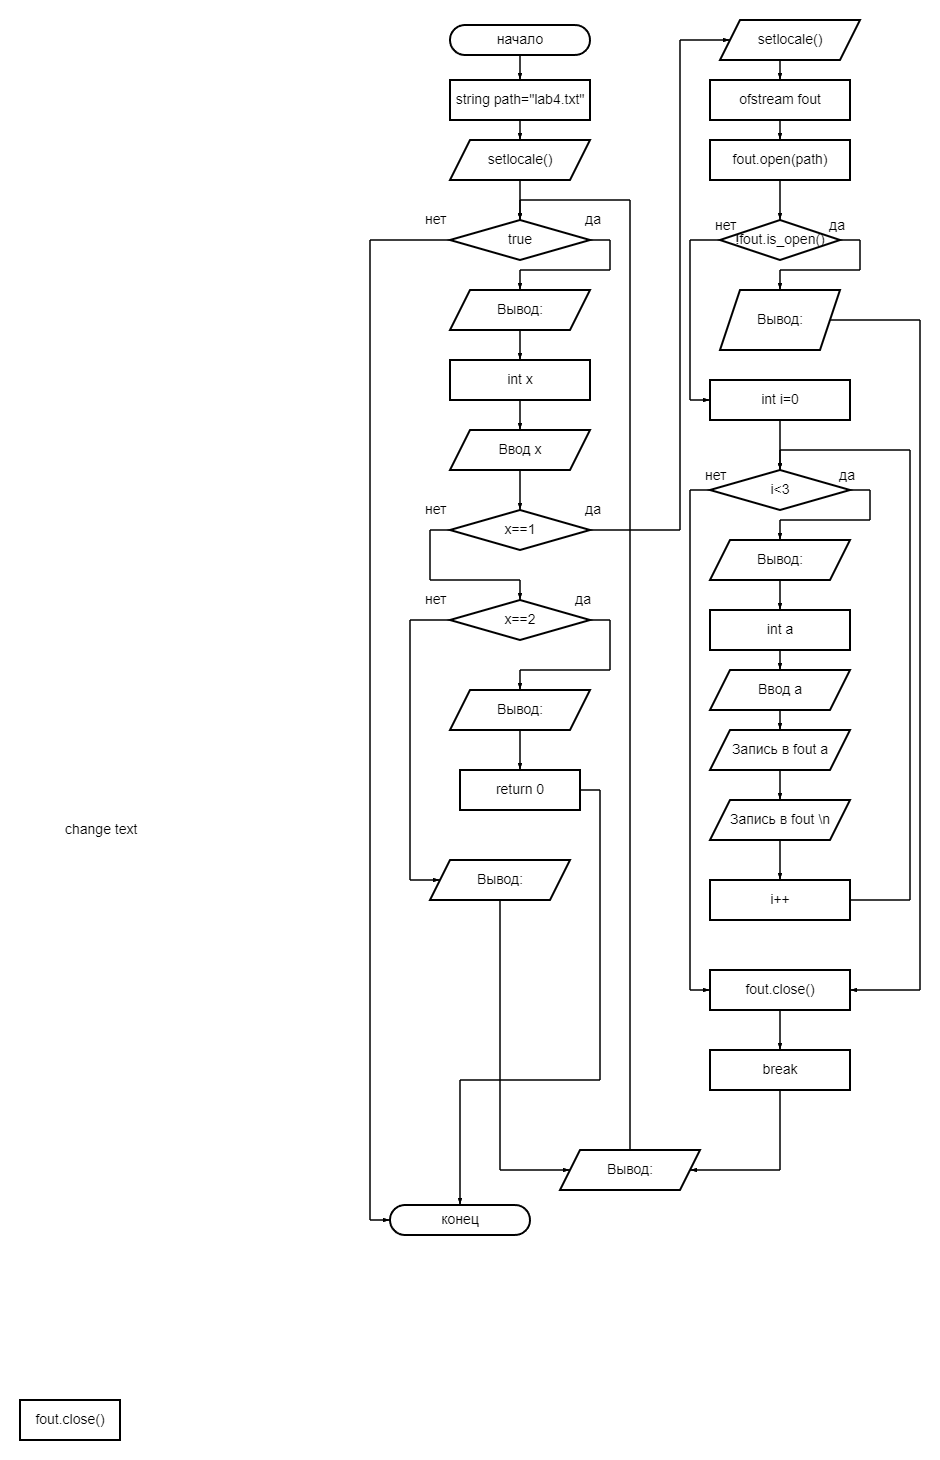 начало
string path="lab4.txt"
setlocale()
нет
да
true
Вывод:
int x
Ввод x
нет
да
x==1
нет
да
x==2
Вывод:
return 0
Вывод:
setlocale()
ofstream fout
fout.open(path)
нет
да
!fout.is_open()
Вывод:
int i=0
нет
да
i<3
Вывод:
int a
Ввод a
Запись в fout a
Запись в fout \n
i++
fout.close()
break
Вывод:
конец
change text
fout.close()